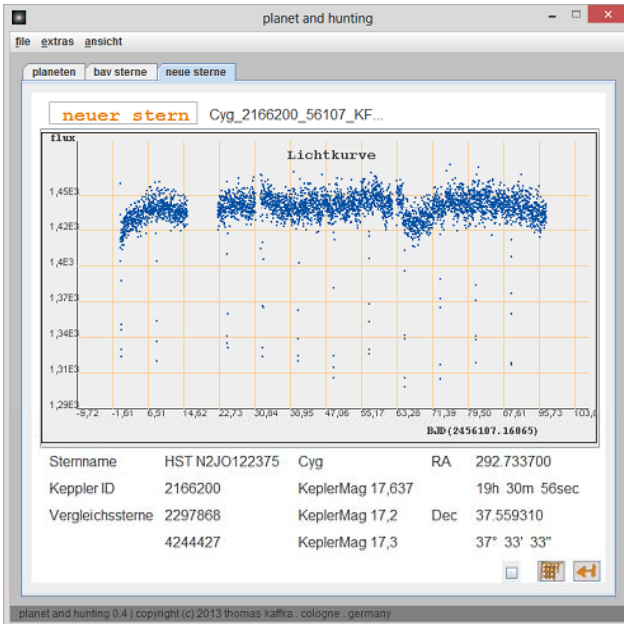 planet and hunting
file extras ansicht
planeten bav sterne neue sterne
neuer stern Cyg_2166200_56107_KF...
flux
Lichtkurve
1,45E3
1,42E3
1,4E3
1,37E3
1,34E3
1,31E3
1,29E3
-9,72 -1,61 6,51 14,62 22,73 30,84 38,95 47,06 55,17 63,28 71,39 79,50 87,61 95,73 103,8
BJD(2456107.16065)
Sternname HST N2JO122375 Cyg RA 292.733700
Keppler ID 2166200 KeplerMag 17,637 19h 30m 56sec
Vergleichssterne 2297868 KeplerMag 17,2 Dec 37.559310
4244427 KeplerMag 17,3 37° 33' 33"
planet and hunting 0.4 | copyright (c) 2013 thomas kaffka . cologne . germany